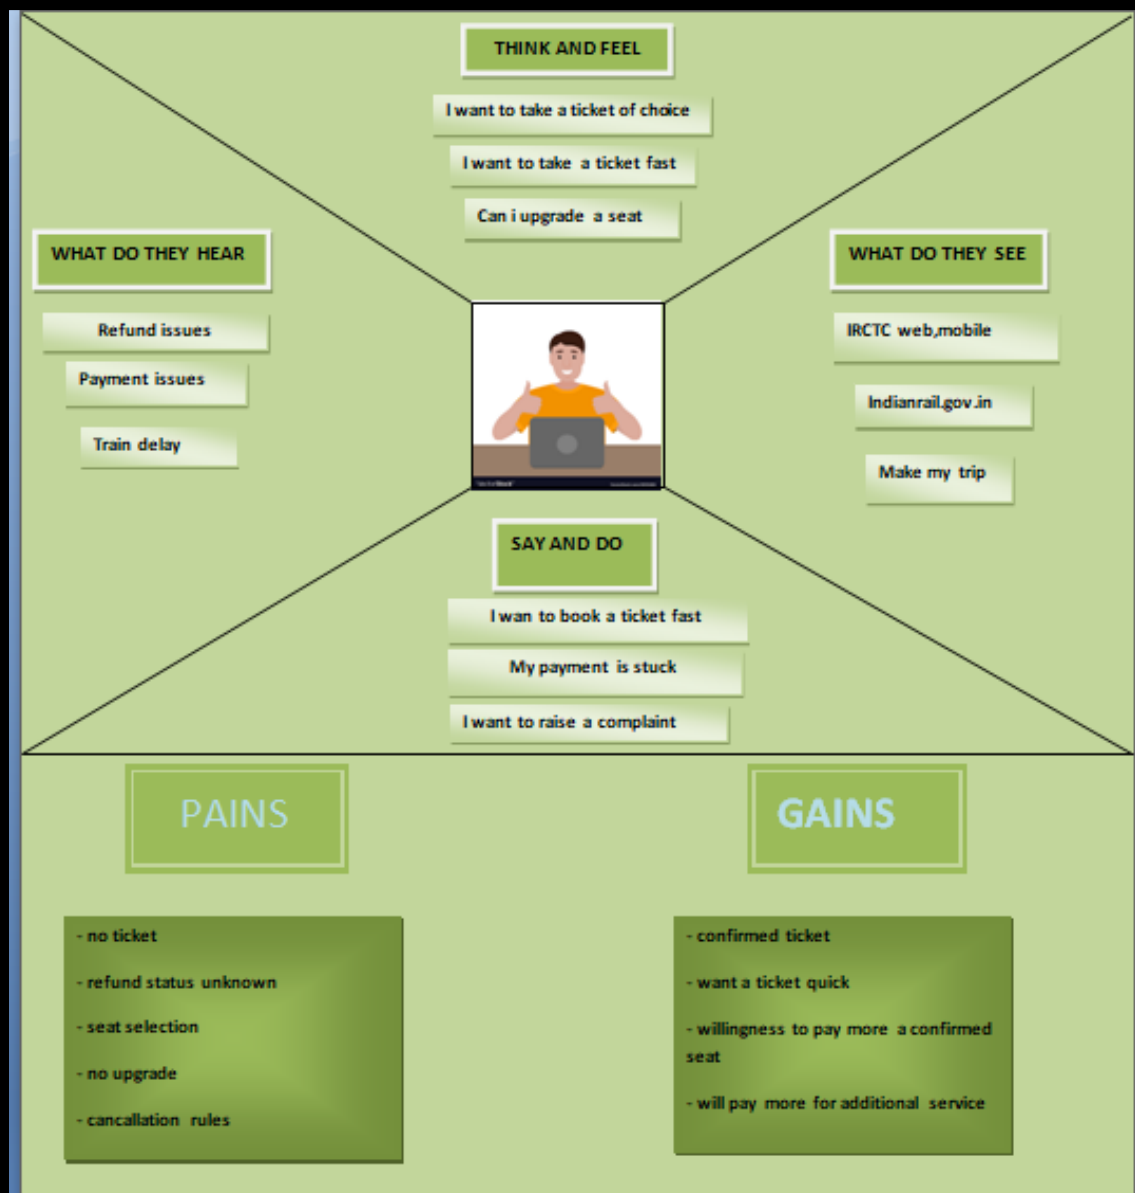 THINK AND FEEL
I want to take a ticket of choice
I want to take a ticket fast
Can i upgrade a seat
WHAT DO THEY HEAR
Refund issues
Payment issues
Train delay
WHAT DO THEY SEE
IRCTC web,mobile
Indianrail.gov.in
Make my trip
SAY AND DO
I wan to book a ticket fast
My payment is stuck
I want to raise a complaint
PAINS
- no ticket
- refund status unknown
- seat selection
- no upgrade
- cancallation rules
GAINS
- confirmed ticket
- want a ticket quick
- willingness to pay more a confirmed
seat
- will pay more for additional service